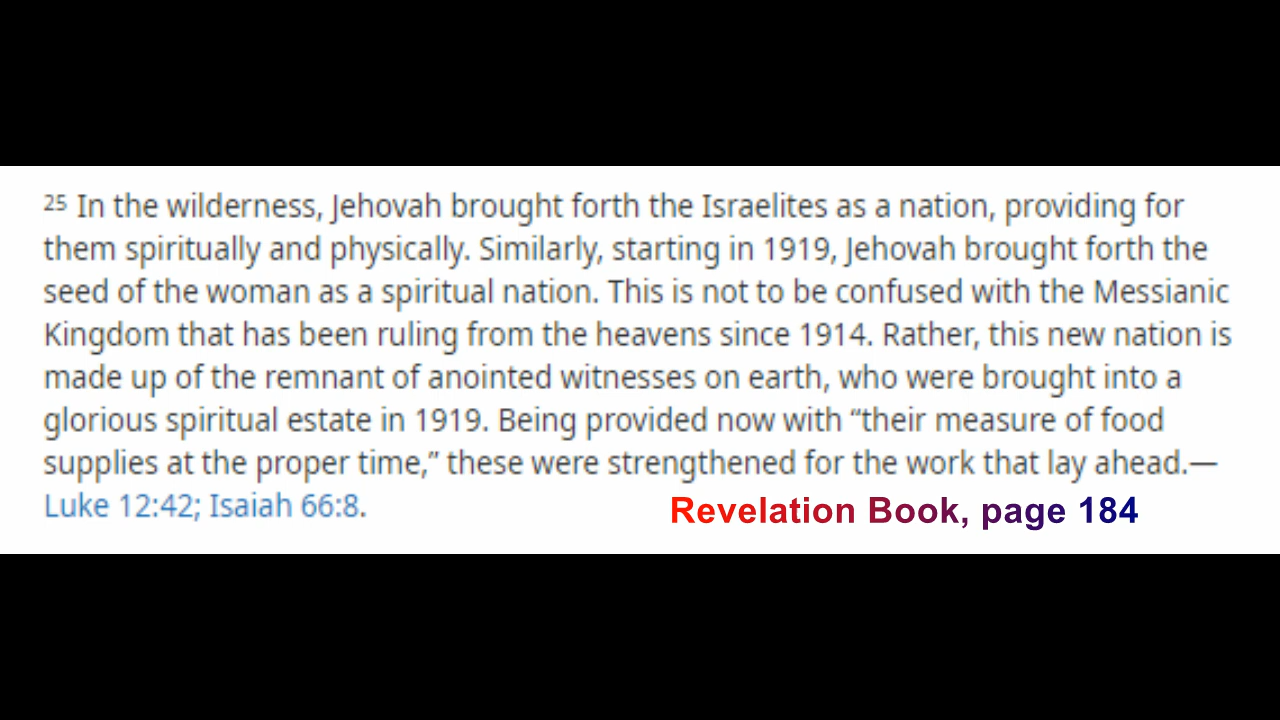 25 In the wilderness, Jehovah brought forth the Israelites as a nation, providing for
them spiritually and physically. Similarly, starting in 1919, Jehovah brought forth the
seed of the woman as a spiritual nation. This is not to be confused with the Messianic
Kingdom that has been ruling from the heavens since 1914. Rather, this new nation is
made up of the remnant of anointed witnesses on earth, who were brought into a
glorious spiritual estate in 1919. Being provided now with “their measure of food
supplies at the proper time,” these were strengthened for the work that lay ahead.—
Luke 12:42; Isaiah 66:8.
Revelation Book, page 184